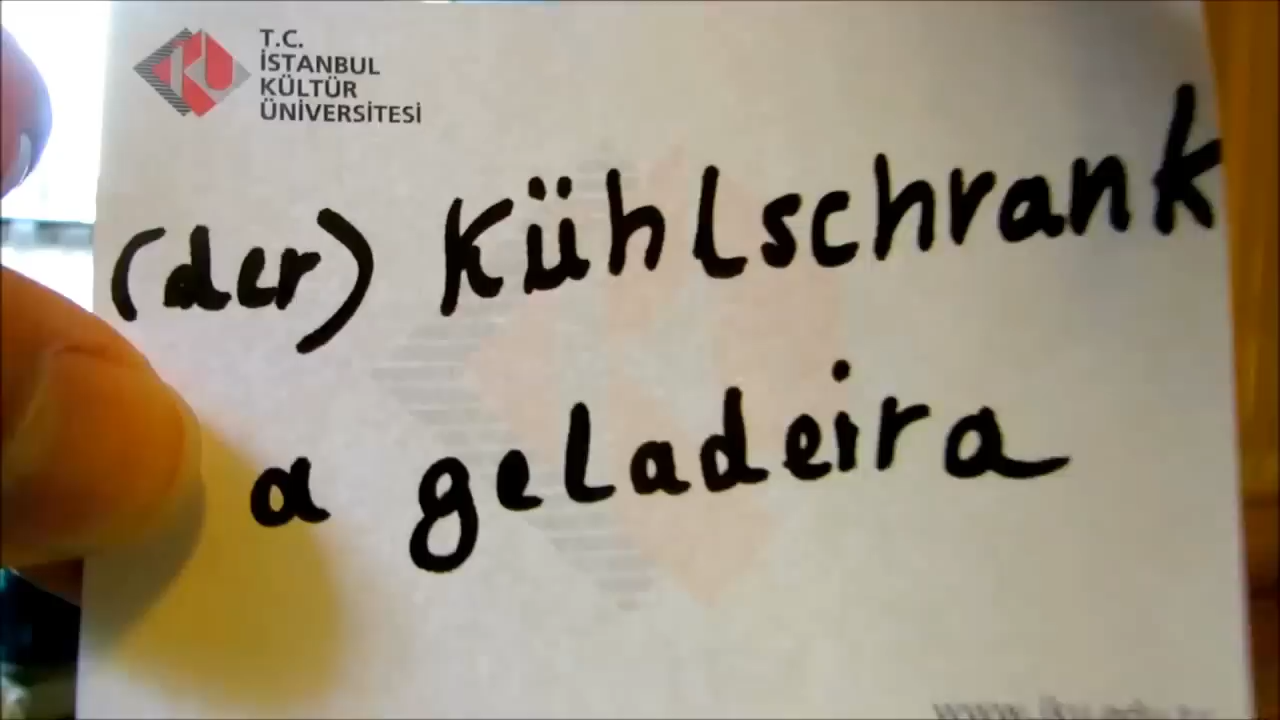 T.C.
İSTANBUL
KÜLTÜR
ÜNİVERSİTESİ
(der) Kühlschrank
a geladeira